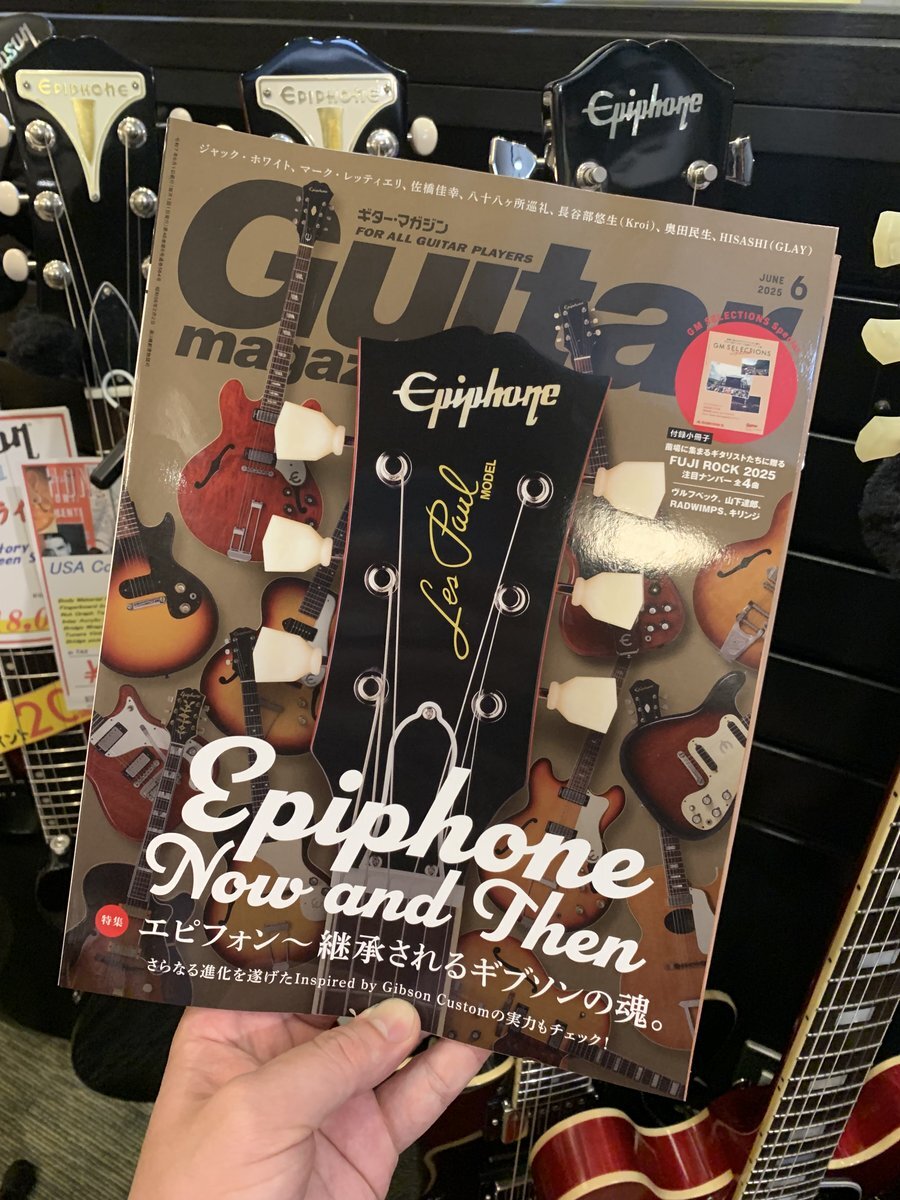 EPIPHONE
EPIPHONE
Epiphone
ジャック・ホワイト、マーク・レッティエリ、佐橋佳幸、八十八ヶ所巡礼、長谷部悠生(Kroi)、奥田民生、HISASHI(GLAY)
ギター・マガジン
FOR ALL GUITAR PLAYERS
Guitar
magaz
JUNE 6
2025
GM SELECTIONS Special
GM SELECTIONS
付録小冊子
苗場に集まるギタリストたちに贈る
FUJI ROCK 2025
注目ナンバー 全4曲
ヴルフペック、山下達郎、
RADWIMPS、キリンジ
Epiphone
Les Paul
MODEL
Epiphone
Now and Then
特集
エピフォン〜継承されるギブソンの魂。
さらなる進化を遂げたInspired by Gibson Customの実力もチェック!
USA